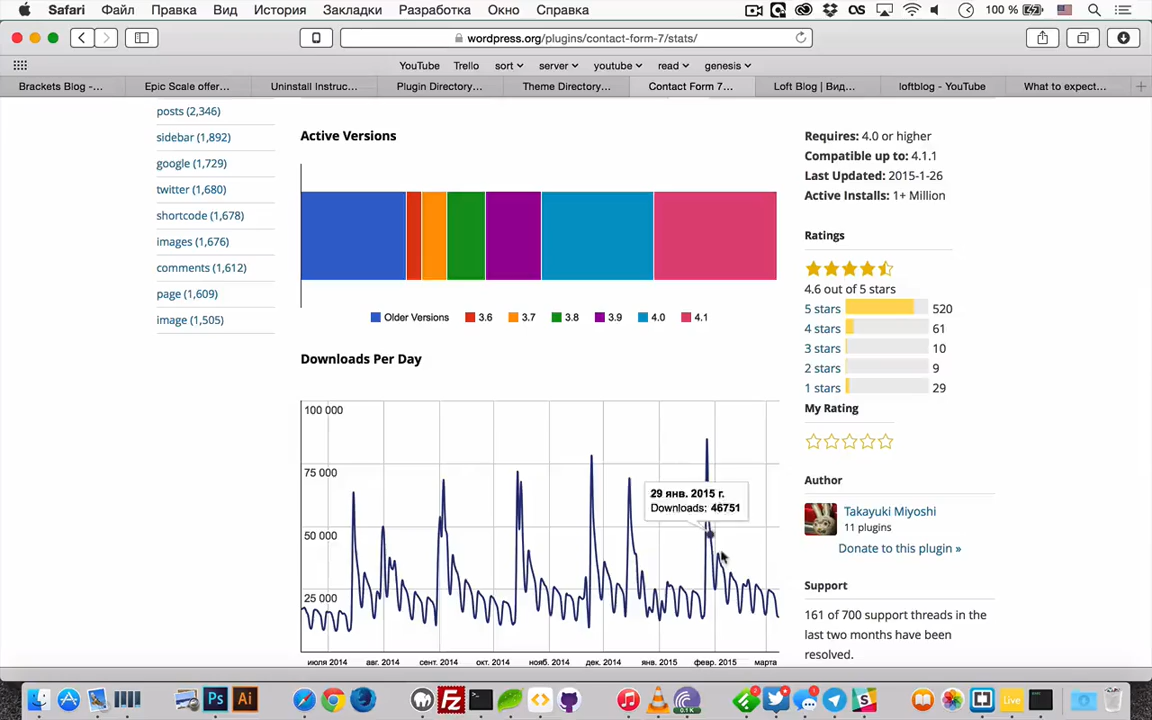 Safari Файл Правка Вид История Закладки Разработка Окно Справка 100 %
wordpress.org/plugins/contact-form-7/stats/
YouTube Trello sort server youtube read genesis
Brackets Blog -... Epic Scale offer... Uninstall Instruc... Plugin Directory... Theme Directory... Contact Form 7... Loft Blog | Вид... loftblog - YouTube What to expect...
posts (2,346)
sidebar (1,892)
google (1,729)
twitter (1,680)
shortcode (1,678)
images (1,676)
comments (1,612)
page (1,609)
image (1,505)
Active Versions
Older Versions 3.6 3.7 3.8 3.9 4.0 4.1
Downloads Per Day
100 000
75 000
50 000
25 000
29 янв. 2015 г.
Downloads: 46751
июля 2014 авг. 2014 сент. 2014 окт. 2014 нояб. 2014 дек. 2014 янв. 2015 февр. 2015 марта
Requires: 4.0 or higher
Compatible up to: 4.1.1
Last Updated: 2015-1-26
Active Installs: 1+ Million
Ratings
4.6 out of 5 stars
5 stars 520
4 stars 61
3 stars 10
2 stars 9
1 stars 29
My Rating
Author
Takayuki Miyoshi
11 plugins
Donate to this plugin »
Support
161 of 700 support threads in the
last two months have been
resolved.
Ps Ai Fz 0.1K Live